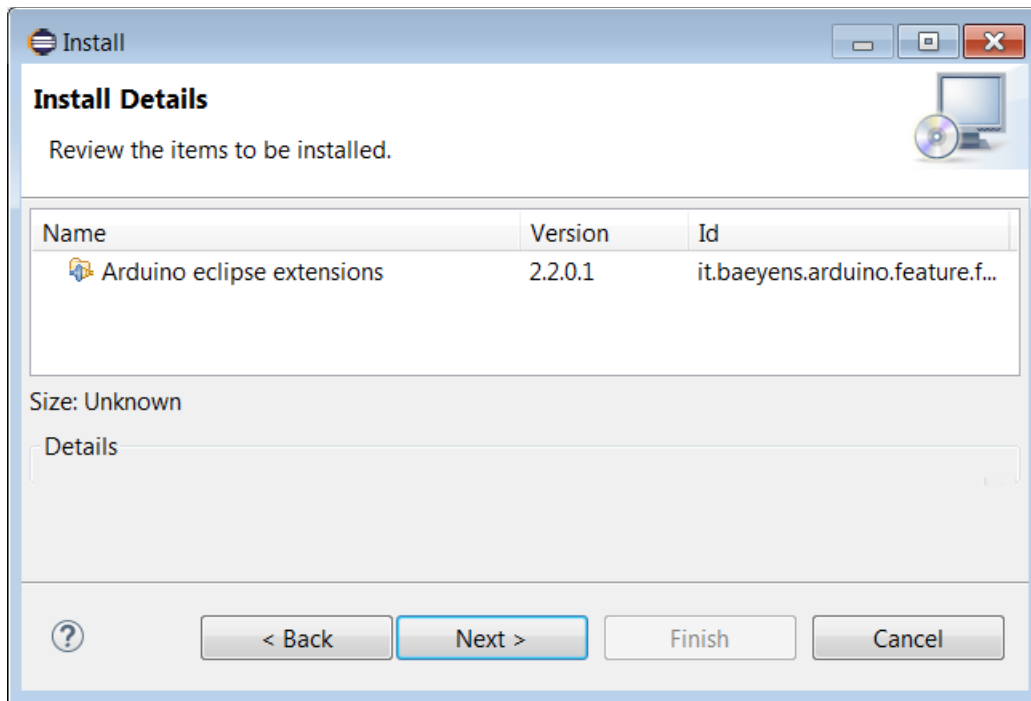 Install
Install Details
Review the items to be installed.
Name Version Id
Arduino eclipse extensions 2.2.0.1 it.baeyens.arduino.feature.f...
Size: Unknown
Details
? < Back Next > Finish Cancel